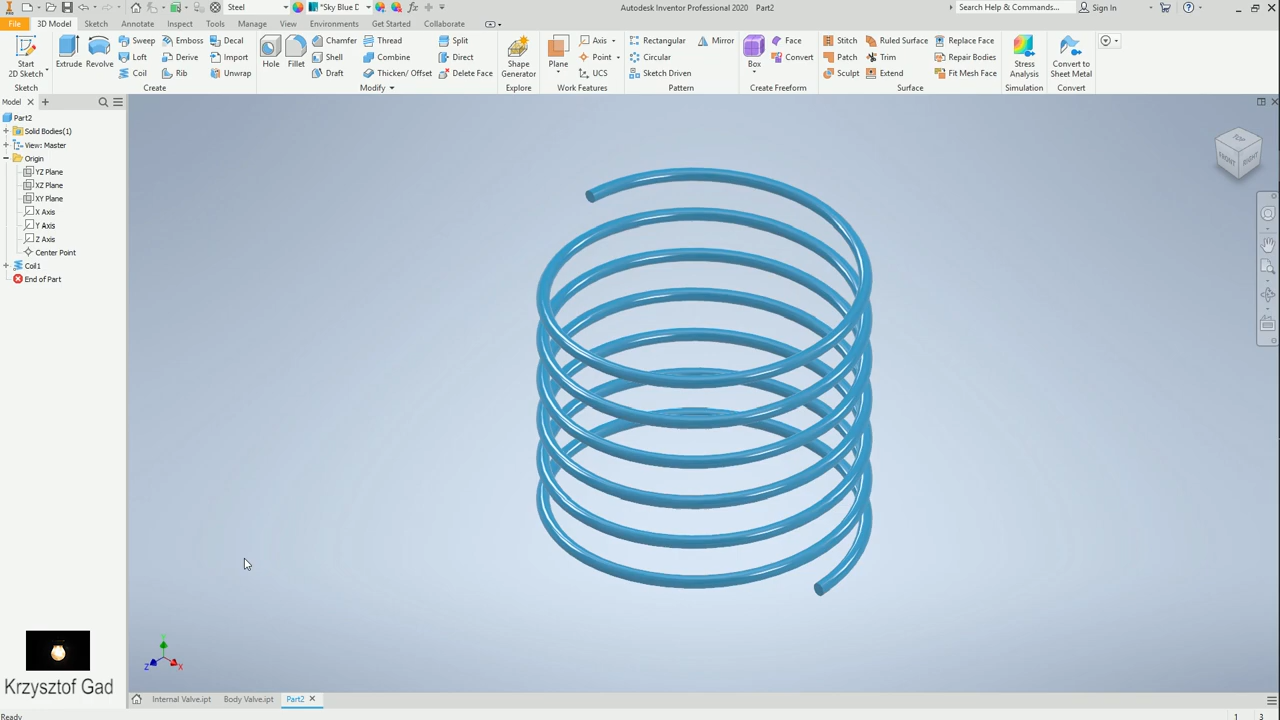 Steel
*Sky Blue D
fx
Autodesk Inventor Professional 2020 Part2
Search Help & Commands...
Sign In
File
3D Model
Sketch
Annotate
Inspect
Tools
Manage
View
Environments
Get Started
Collaborate
Start
2D Sketch
Extrude
Revolve
Sweep
Emboss
Decal
Loft
Derive
Import
Coil
Rib
Unwrap
Hole
Fillet
Chamfer
Thread
Split
Shell
Combine
Direct
Draft
Thicken/ Offset
Delete Face
Shape
Generator
Plane
Axis
Point
UCS
Rectangular
Mirror
Circular
Sketch Driven
Box
Face
Convert
Stitch
Ruled Surface
Replace Face
Patch
Trim
Repair Bodies
Sculpt
Extend
Fit Mesh Face
Stress
Analysis
Convert to
Sheet Metal
Sketch
Create
Modify
Explore
Work Features
Pattern
Create Freeform
Surface
Simulation
Convert
Model
Part2
Solid Bodies(1)
View: Master
Origin
YZ Plane
XZ Plane
XY Plane
X Axis
Y Axis
Z Axis
Center Point
Coil1
End of Part
TOP
FRONT
RIGHT
Y
Z
X
Krzysztof Gad
Internal Valve.ipt
Body Valve.ipt
Part2
Ready
1
3